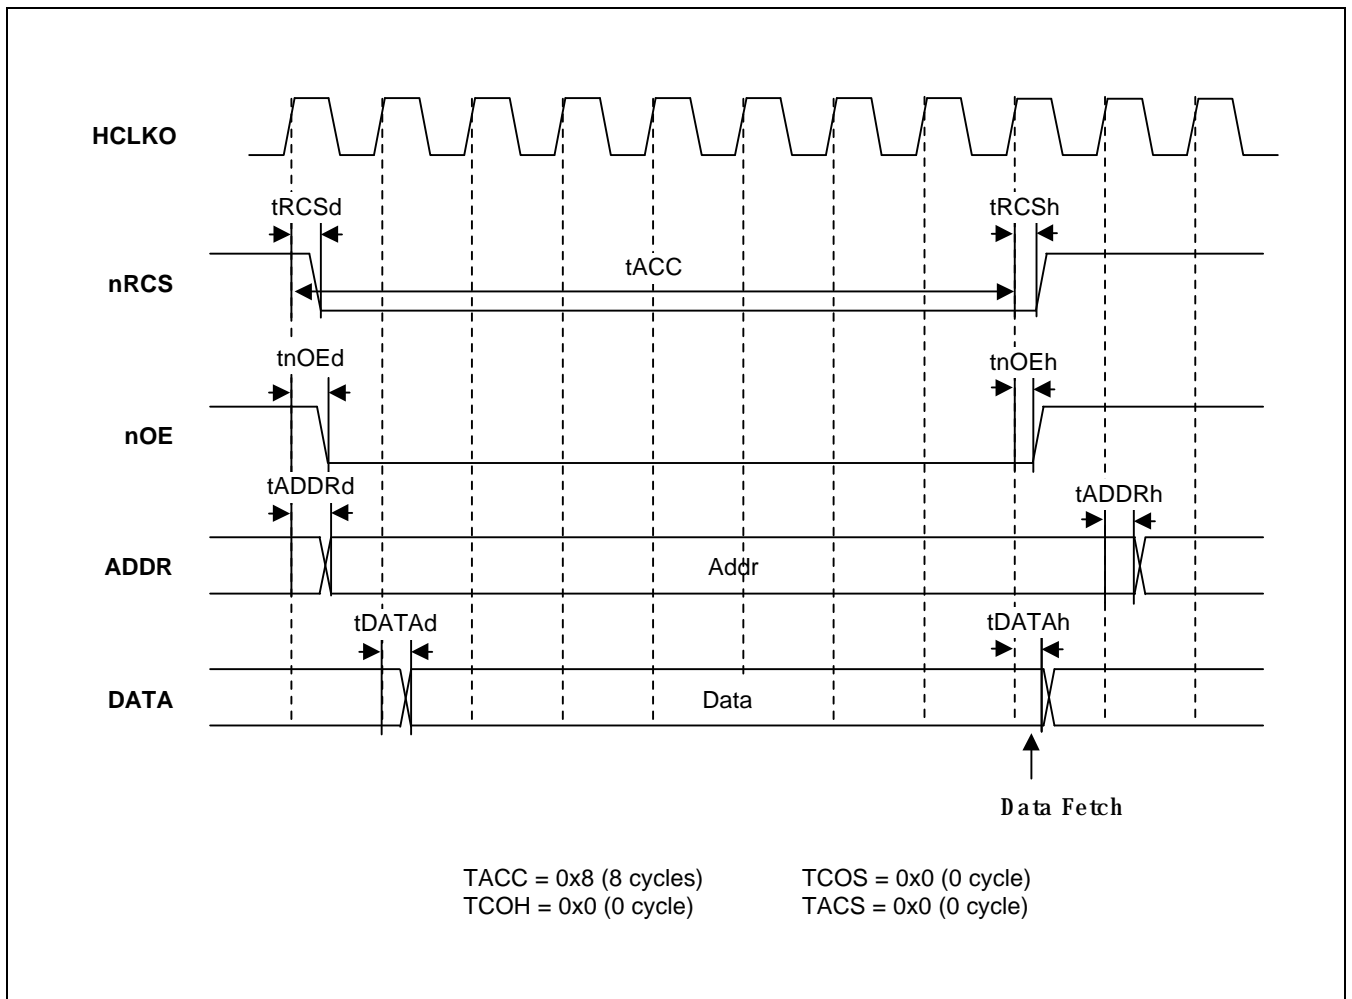 HCLKO
tRCSd
tRCSh
nRCS
tACC
tnOEd
tnOEh
nOE
tADDRd
tADDRh
ADDR
Addr
tDATAd
tDATAh
DATA
Data
Data Fetch
TACC = 0x8 (8 cycles)
TCOS = 0x0 (0 cycle)
TCOH = 0x0 (0 cycle)
TACS = 0x0 (0 cycle)